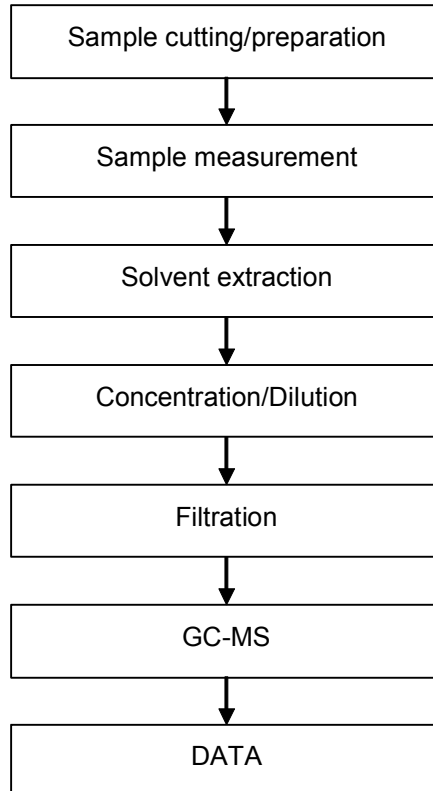 Sample cutting/preparation
Sample measurement
Solvent extraction
Concentration/Dilution
Filtration
GC-MS
DATA